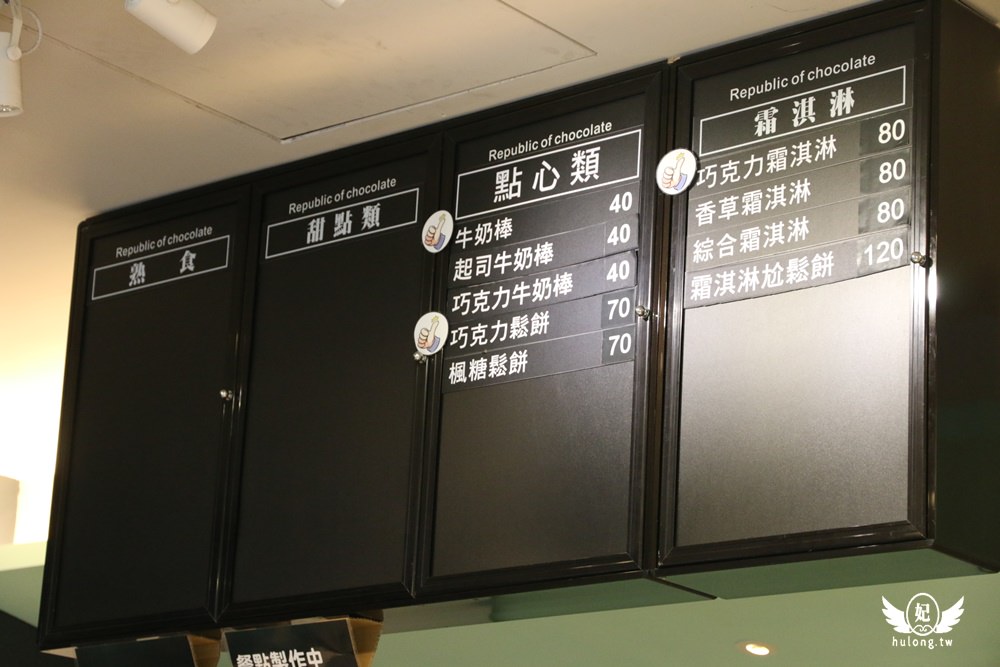 Republic of chocolate
熱 食
Republic of chocolate
甜點類
Republic of chocolate
點心類
牛奶棒 40
起司牛奶棒 40
巧克力牛奶棒 40
巧克力鬆餅 70
楓糖鬆餅 70
Republic of chocolate
霜淇淋
巧克力霜淇淋 80
香草霜淇淋 80
綜合霜淇淋 80
霜淇淋尬鬆餅 120
餐點製作中
妃
hulong.tw